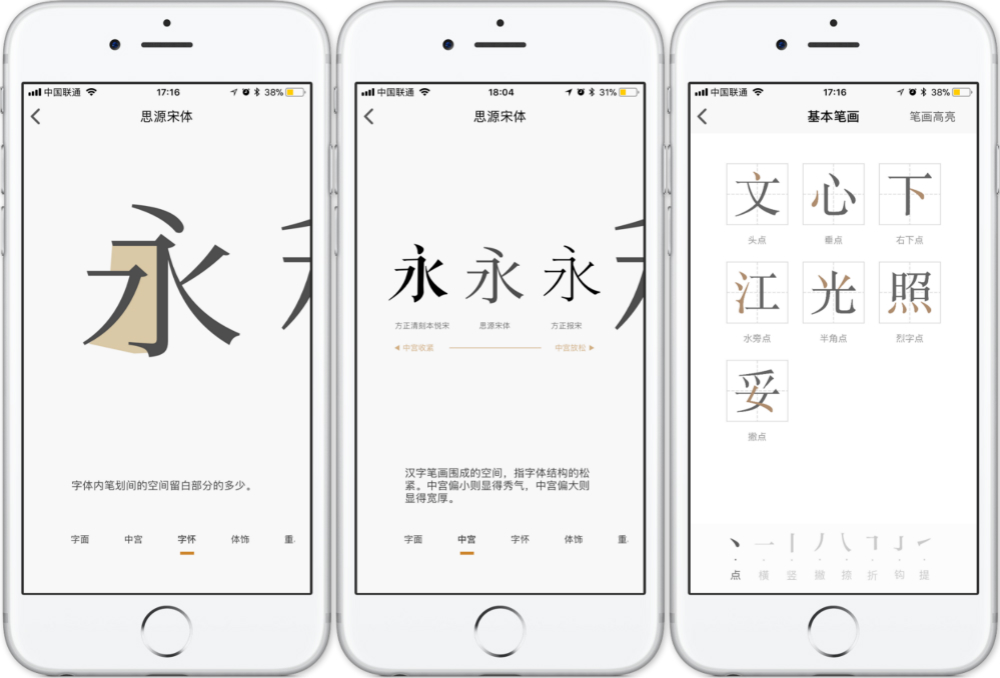 中国联通 17:16 38%
思源宋体
永
字体内笔划间的空间留白部分的多少。
字面 中宫 字怀 体饰 重
中国联通 18:04 31%
思源宋体
永 永 永
方正清刻本悦宋 思源宋体 方正报宋
中宫收紧 中宫放松
汉字笔画围成的空间，指字体结构的松
紧。中宫偏小则显得秀气，中宫偏大则
显得宽厚。
字面 中宫 字怀 体饰 重
中国联通 17:16 38%
基本笔画 笔画高亮
文 心 下
头点 垂点 右下点
江 光 照
水旁点 半角点 烈字点
妥
撇点
点 横 竖 撇 捺 折 钩 提